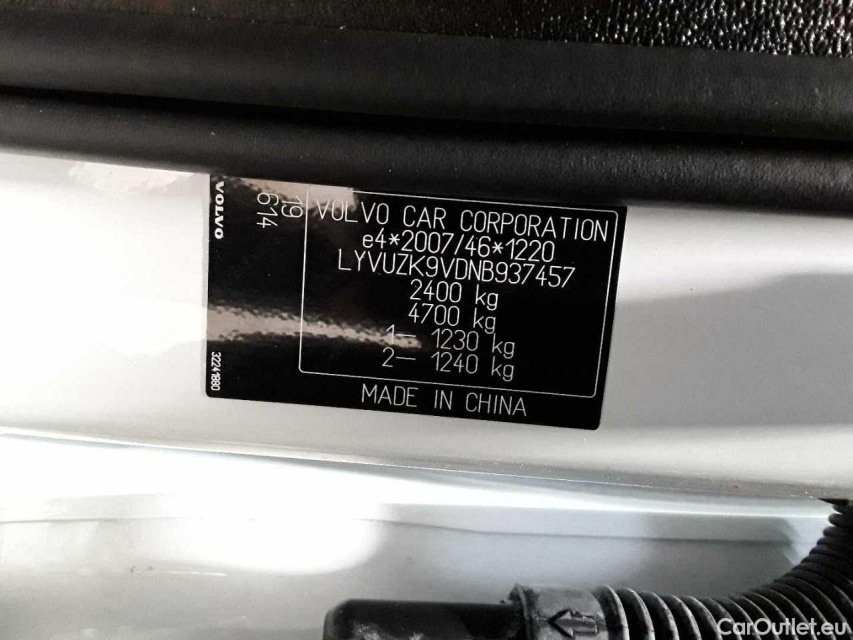 VOLVO
19
614
VOLVO CAR CORPORATION
e4*2007/46*1220
LYVUZK9VDNB937457
2400 kg
4700 kg
1– 1230 kg
2– 1240 kg
MADE IN CHINA
32241880
CarOutlet.eu